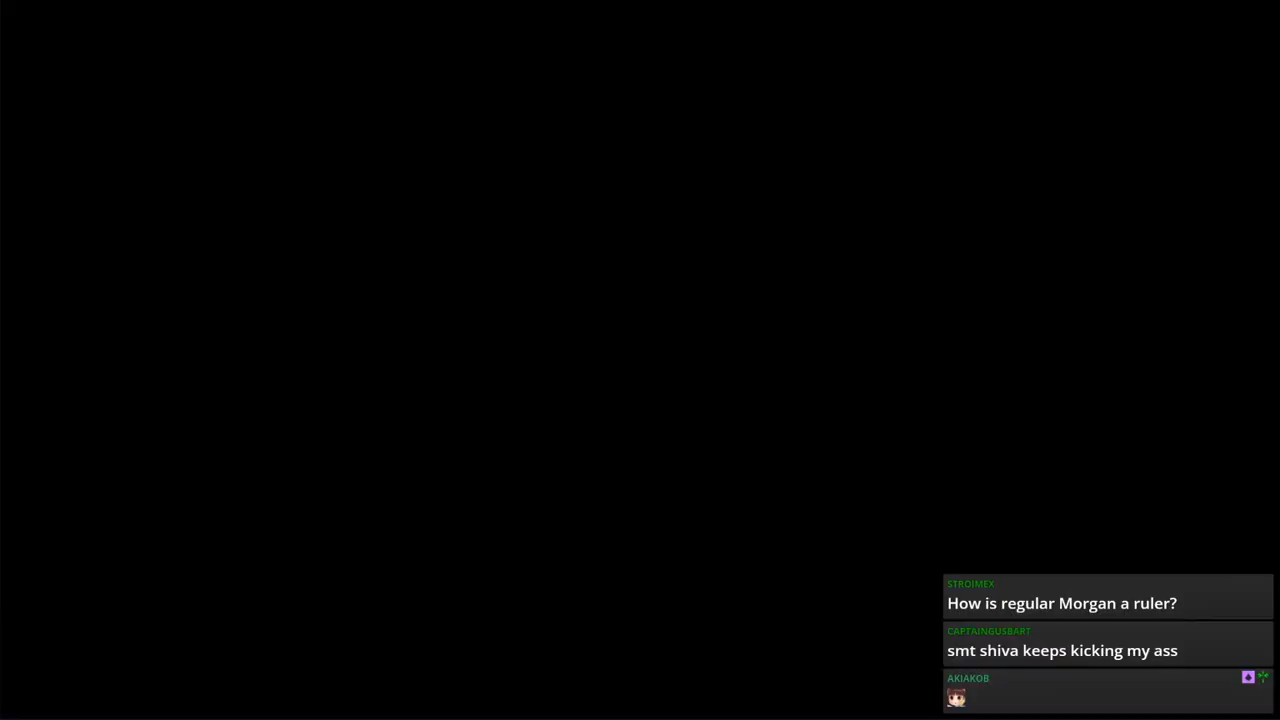 STROIMEX
How is regular Morgan a ruler?
CAPTAINGUSBART
smt shiva keeps kicking my ass
AKIAKOB